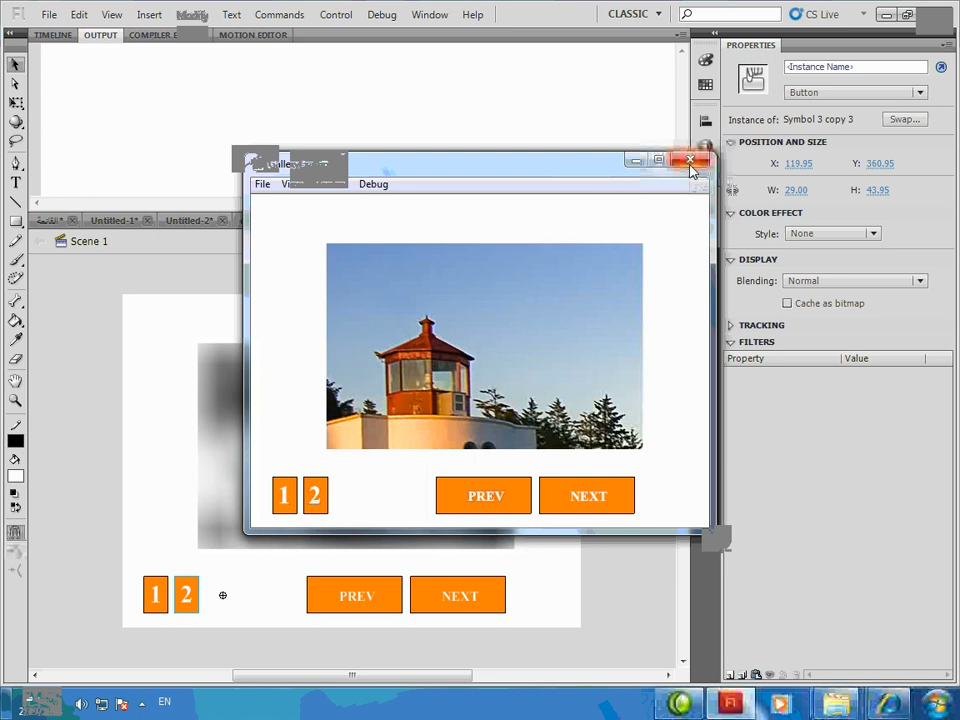 Fl File Edit View Insert Text Commands Control Debug Window Help CLASSIC CS Live
TIMELINE OUTPUT COMPILER E MOTION EDITOR
PROPERTIES
<Instance Name>
Button
Instance of: Symbol 3 copy 3 Swap...
POSITION AND SIZE
X: 119.95 Y: 360.95
W: 29.00 H: 43.95
COLOR EFFECT
Style: None
DISPLAY
Blending: Normal
Cache as bitmap
TRACKING
FILTERS
Property Value
Untitled-1* Untitled-2*
Scene 1
File Debug
1 2 PREV NEXT
1 2 PREV NEXT
EN